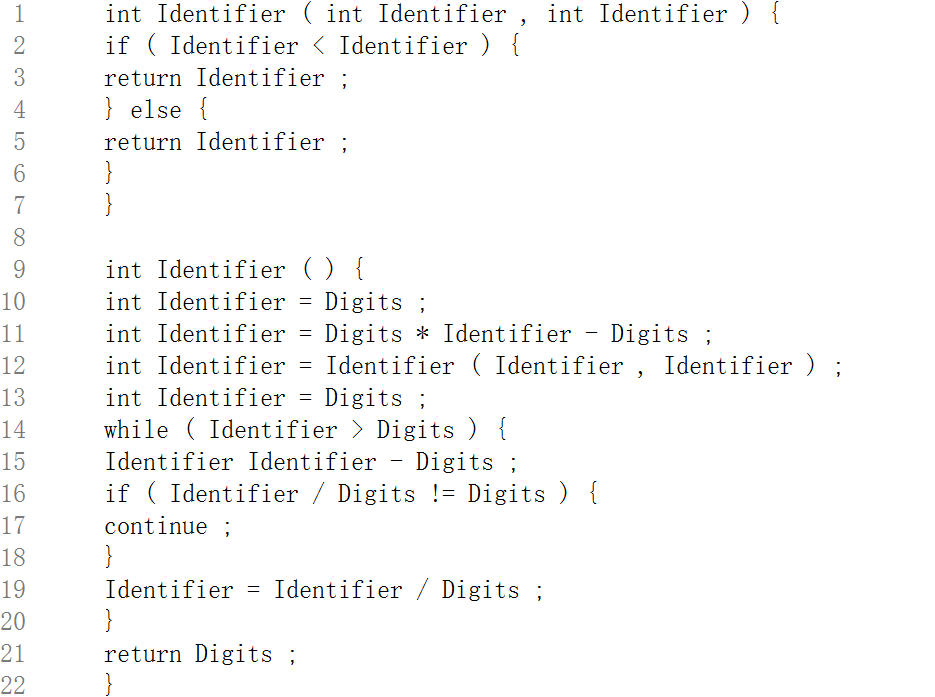 1 int Identifier ( int Identifier , int Identifier ) {
2 if ( Identifier < Identifier ) {
3 return Identifier ;
4 } else {
5 return Identifier ;
6 }
7 }
8
9 int Identifier ( ) {
10 int Identifier = Digits ;
11 int Identifier = Digits * Identifier - Digits ;
12 int Identifier = Identifier ( Identifier , Identifier ) ;
13 int Identifier = Digits ;
14 while ( Identifier > Digits ) {
15 Identifier Identifier - Digits ;
16 if ( Identifier / Digits != Digits ) {
17 continue ;
18 }
19 Identifier = Identifier / Digits ;
20 }
21 return Digits ;
22 }